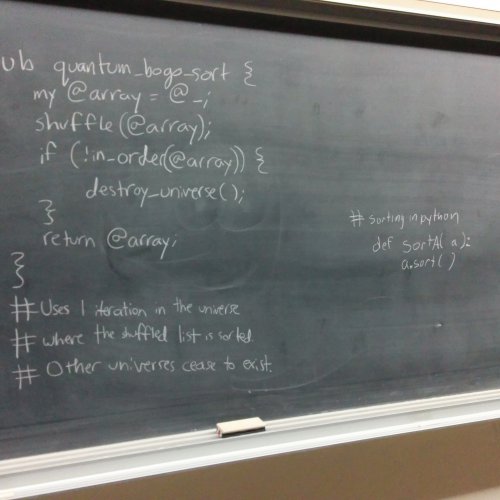 ub quantum_bogo_sort {
my @array = @_;
shuffle(@array);
if (!in_order(@array)) {
destroy_universe();
}
return @array;
}
}
# Uses 1 iteration in the universe
# where the shuffled list is sorted.
# Other universes cease to exist.
# sorting in python
def sortA(a):
a.sort()